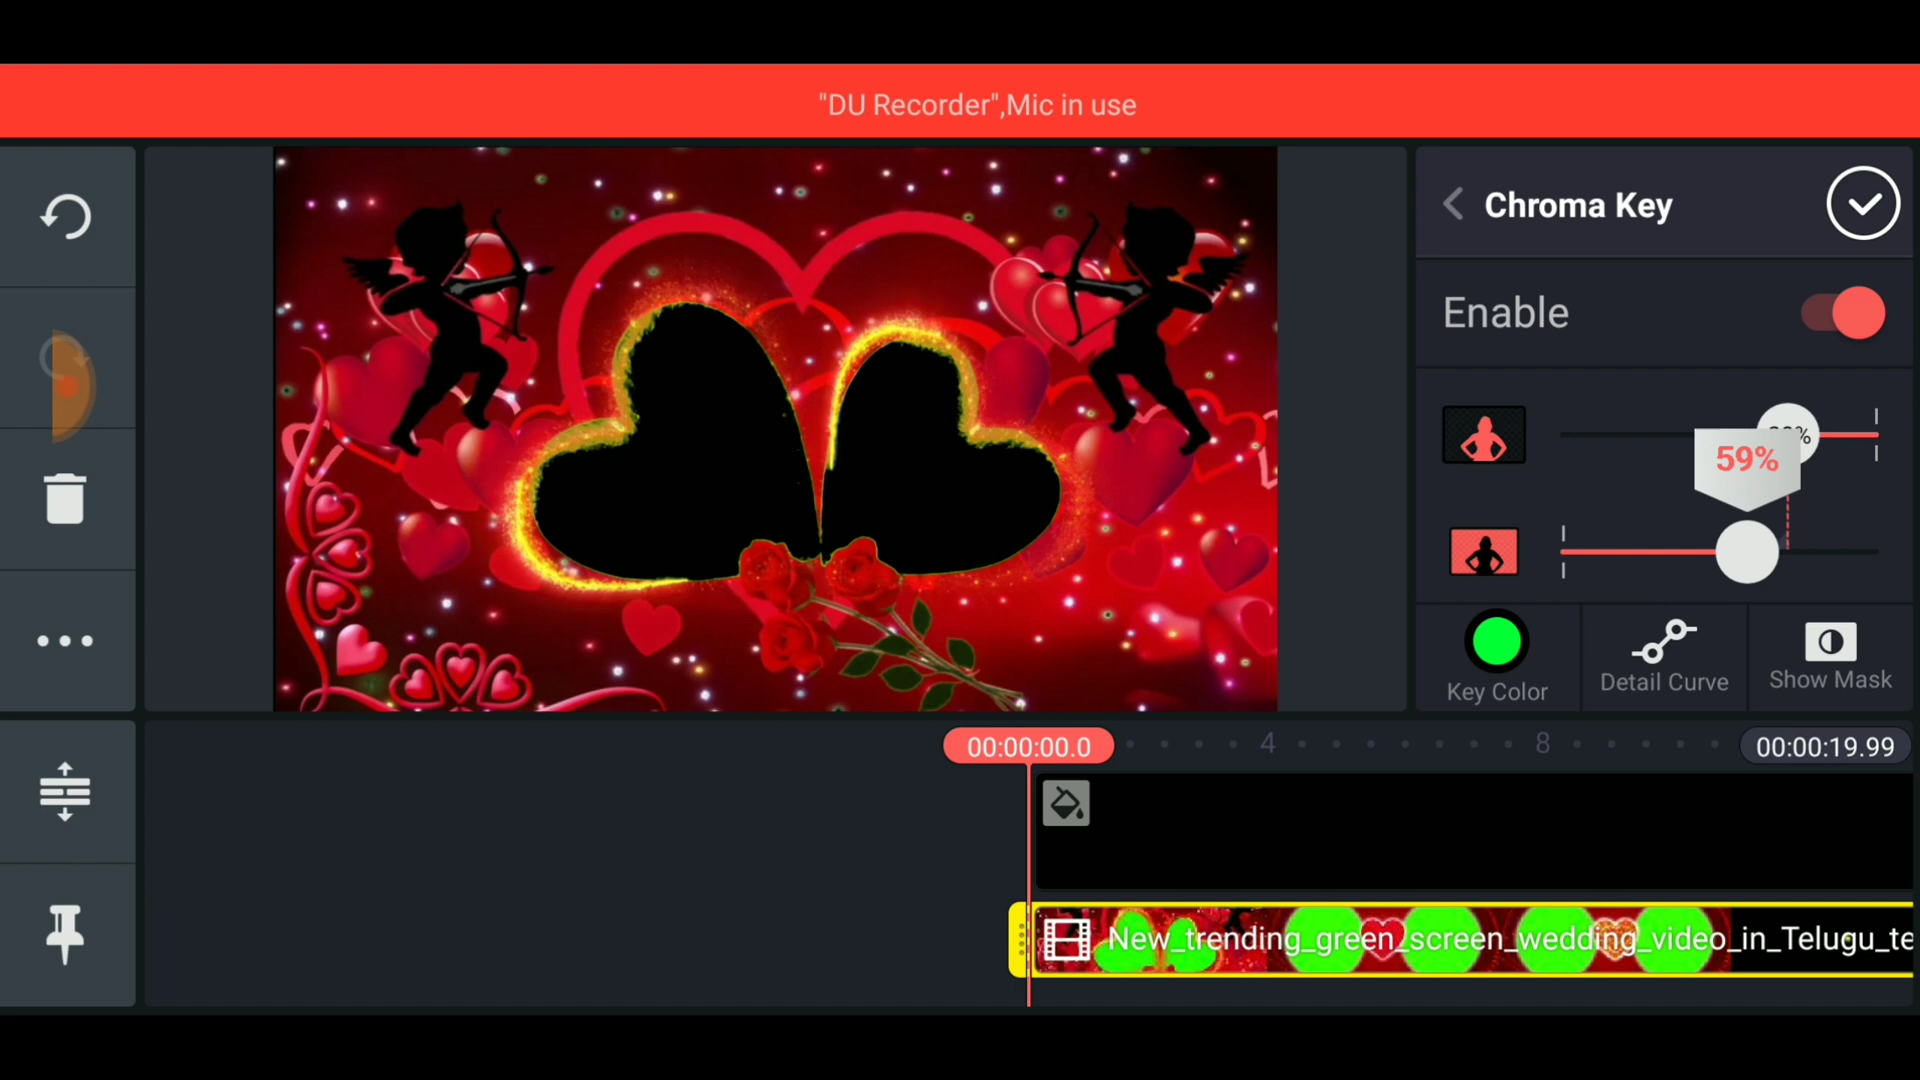 "DU Recorder",Mic in use
Chroma Key
Enable
59%
Key Color
Detail Curve
Show Mask
00:00:00.0
4
8
00:00:19.99
New_trending_green_screen_wedding_video_in_Telugu_te